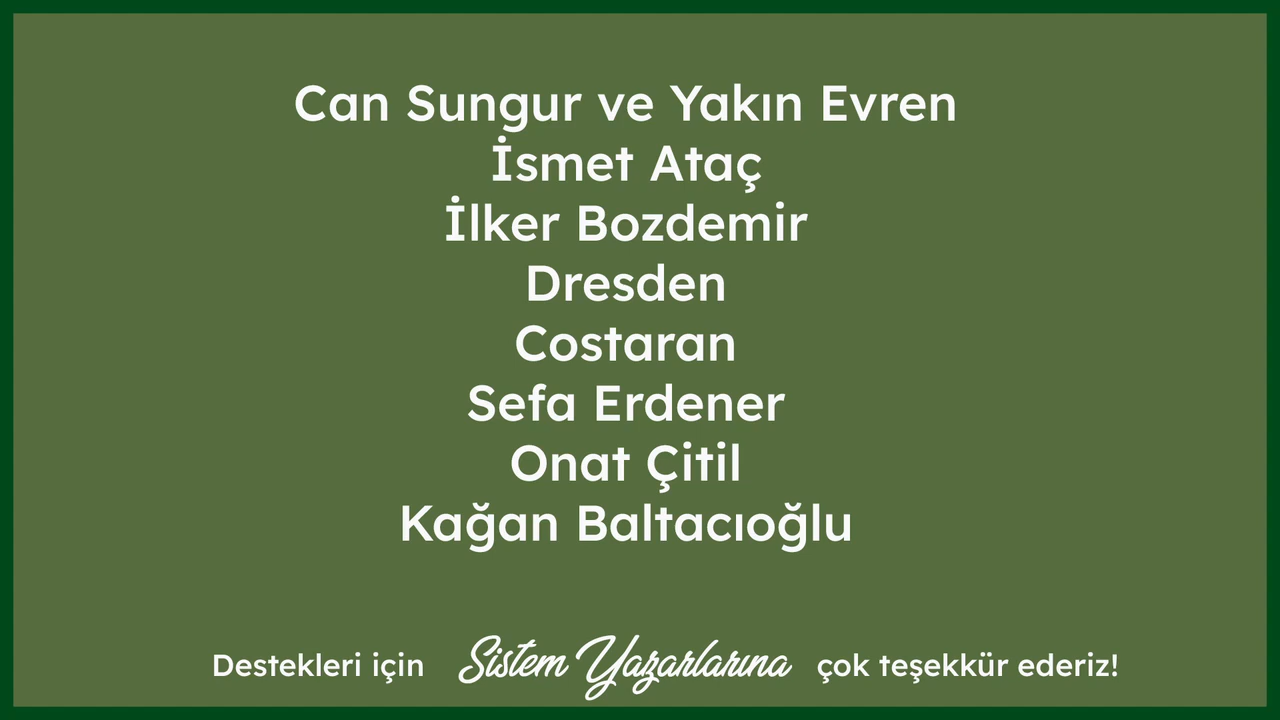 Can Sungur ve Yakın Evren
İsmet Ataç
İlker Bozdemir
Dresden
Costaran
Sefa Erdener
Onat Çitil
Kağan Baltacıoğlu
Destekleri için Sistem Yazarlarına çok teşekkür ederiz!